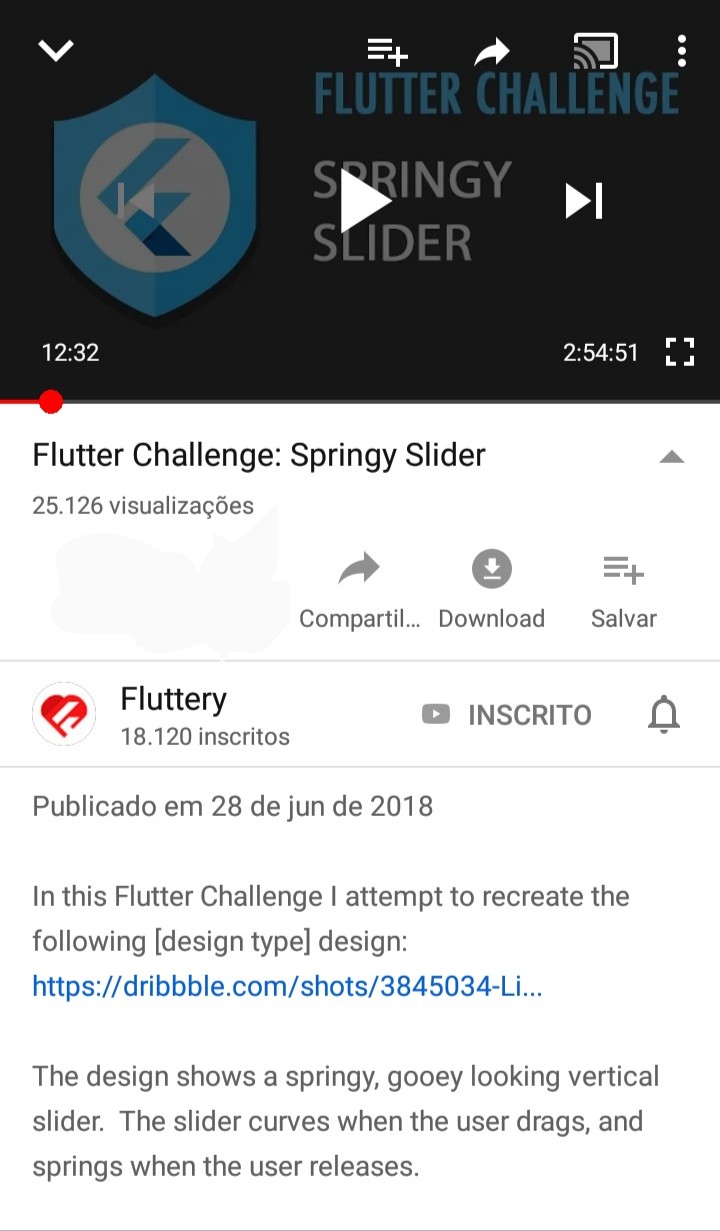 FLUTTER CHALLENGE
SPRINGY
SLIDER
12:32
2:54:51
Flutter Challenge: Springy Slider
25.126 visualizações
Compartil...
Download
Salvar
Fluttery
18.120 inscritos
INSCRITO
Publicado em 28 de jun de 2018
In this Flutter Challenge I attempt to recreate the
following [design type] design:
https://dribbble.com/shots/3845034-Li...
The design shows a springy, gooey looking vertical
slider.  The slider curves when the user drags, and
springs when the user releases.